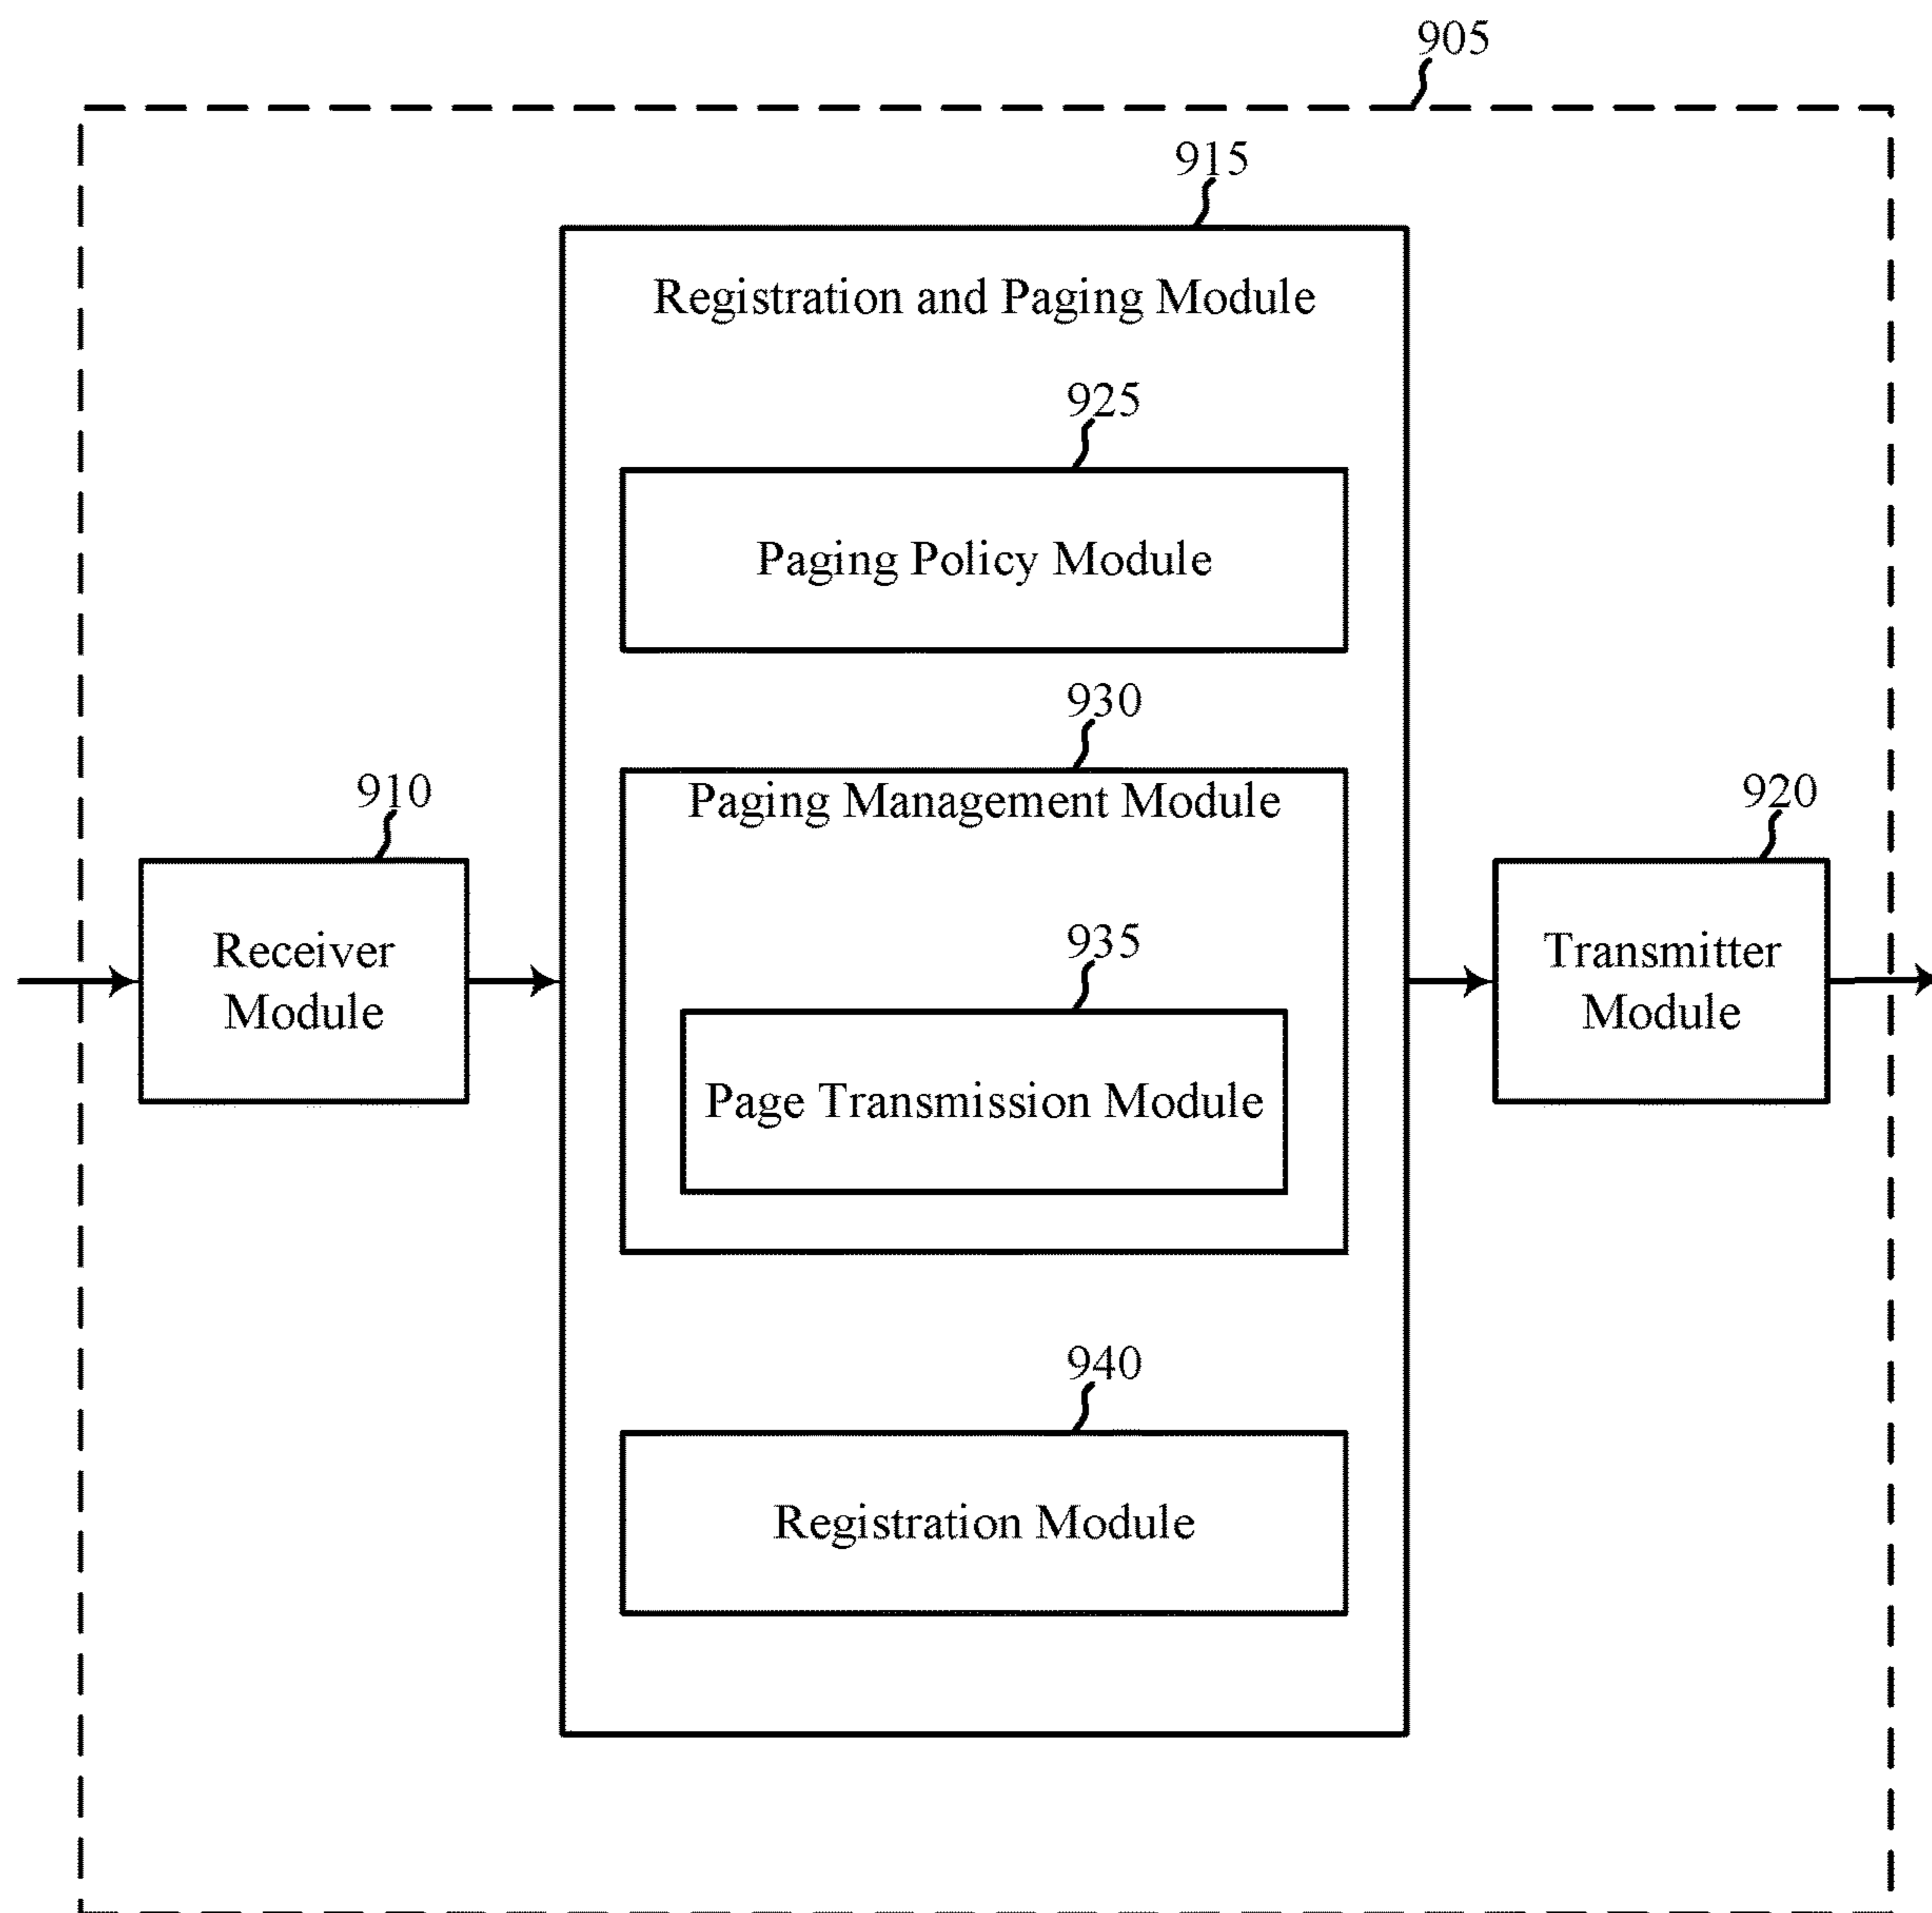 905
915
Registration and Paging Module
925
Paging Policy Module
930
Paging Management Module
910
920
Receiver
Module
935
Page Transmission Module
Transmitter
Module
940
Registration Module